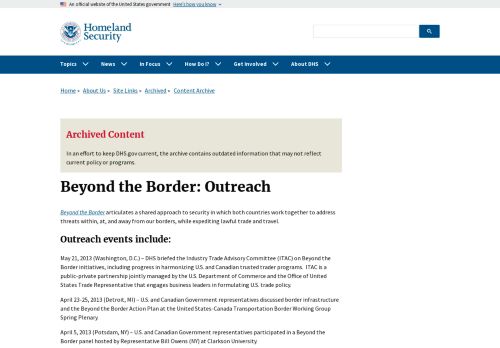 An official website of the United States government Here's how you know
Homeland
Security
Topics News In Focus How Do I? Get Involved About DHS
Home » About Us » Site Links » Archived » Content Archive
Archived Content
In an effort to keep DHS.gov current, the archive contains outdated information that may not reflect
current policy or programs.
Beyond the Border: Outreach
Beyond the Border articulates a shared approach to security in which both countries work together to address
threats within, at, and away from our borders, while expediting lawful trade and travel.
Outreach events include:
May 21, 2013 (Washington, D.C.) – DHS briefed the Industry Trade Advisory Committee (ITAC) on Beyond the
Border initiatives, including progress in harmonizing U.S. and Canadian trusted trader programs. ITAC is a
public-private partnership jointly managed by the U.S. Department of Commerce and the Office of
United States Trade Representative that engages business leaders in formulating U.S. trade policy.
April 23-25, 2013 (Detroit, MI) – U.S. and Canadian Government representatives discussed border infrastructure
and the Beyond the Border Action Plan at the United States-Canada Transportation Border Working Group
Spring Plenary.
April 5, 2013 (Potsdam, NY) – U.S. and Canadian Government representatives participated in a Beyond the
Border panel hosted by Representative Bill Owens (NY) at Clarkson University.